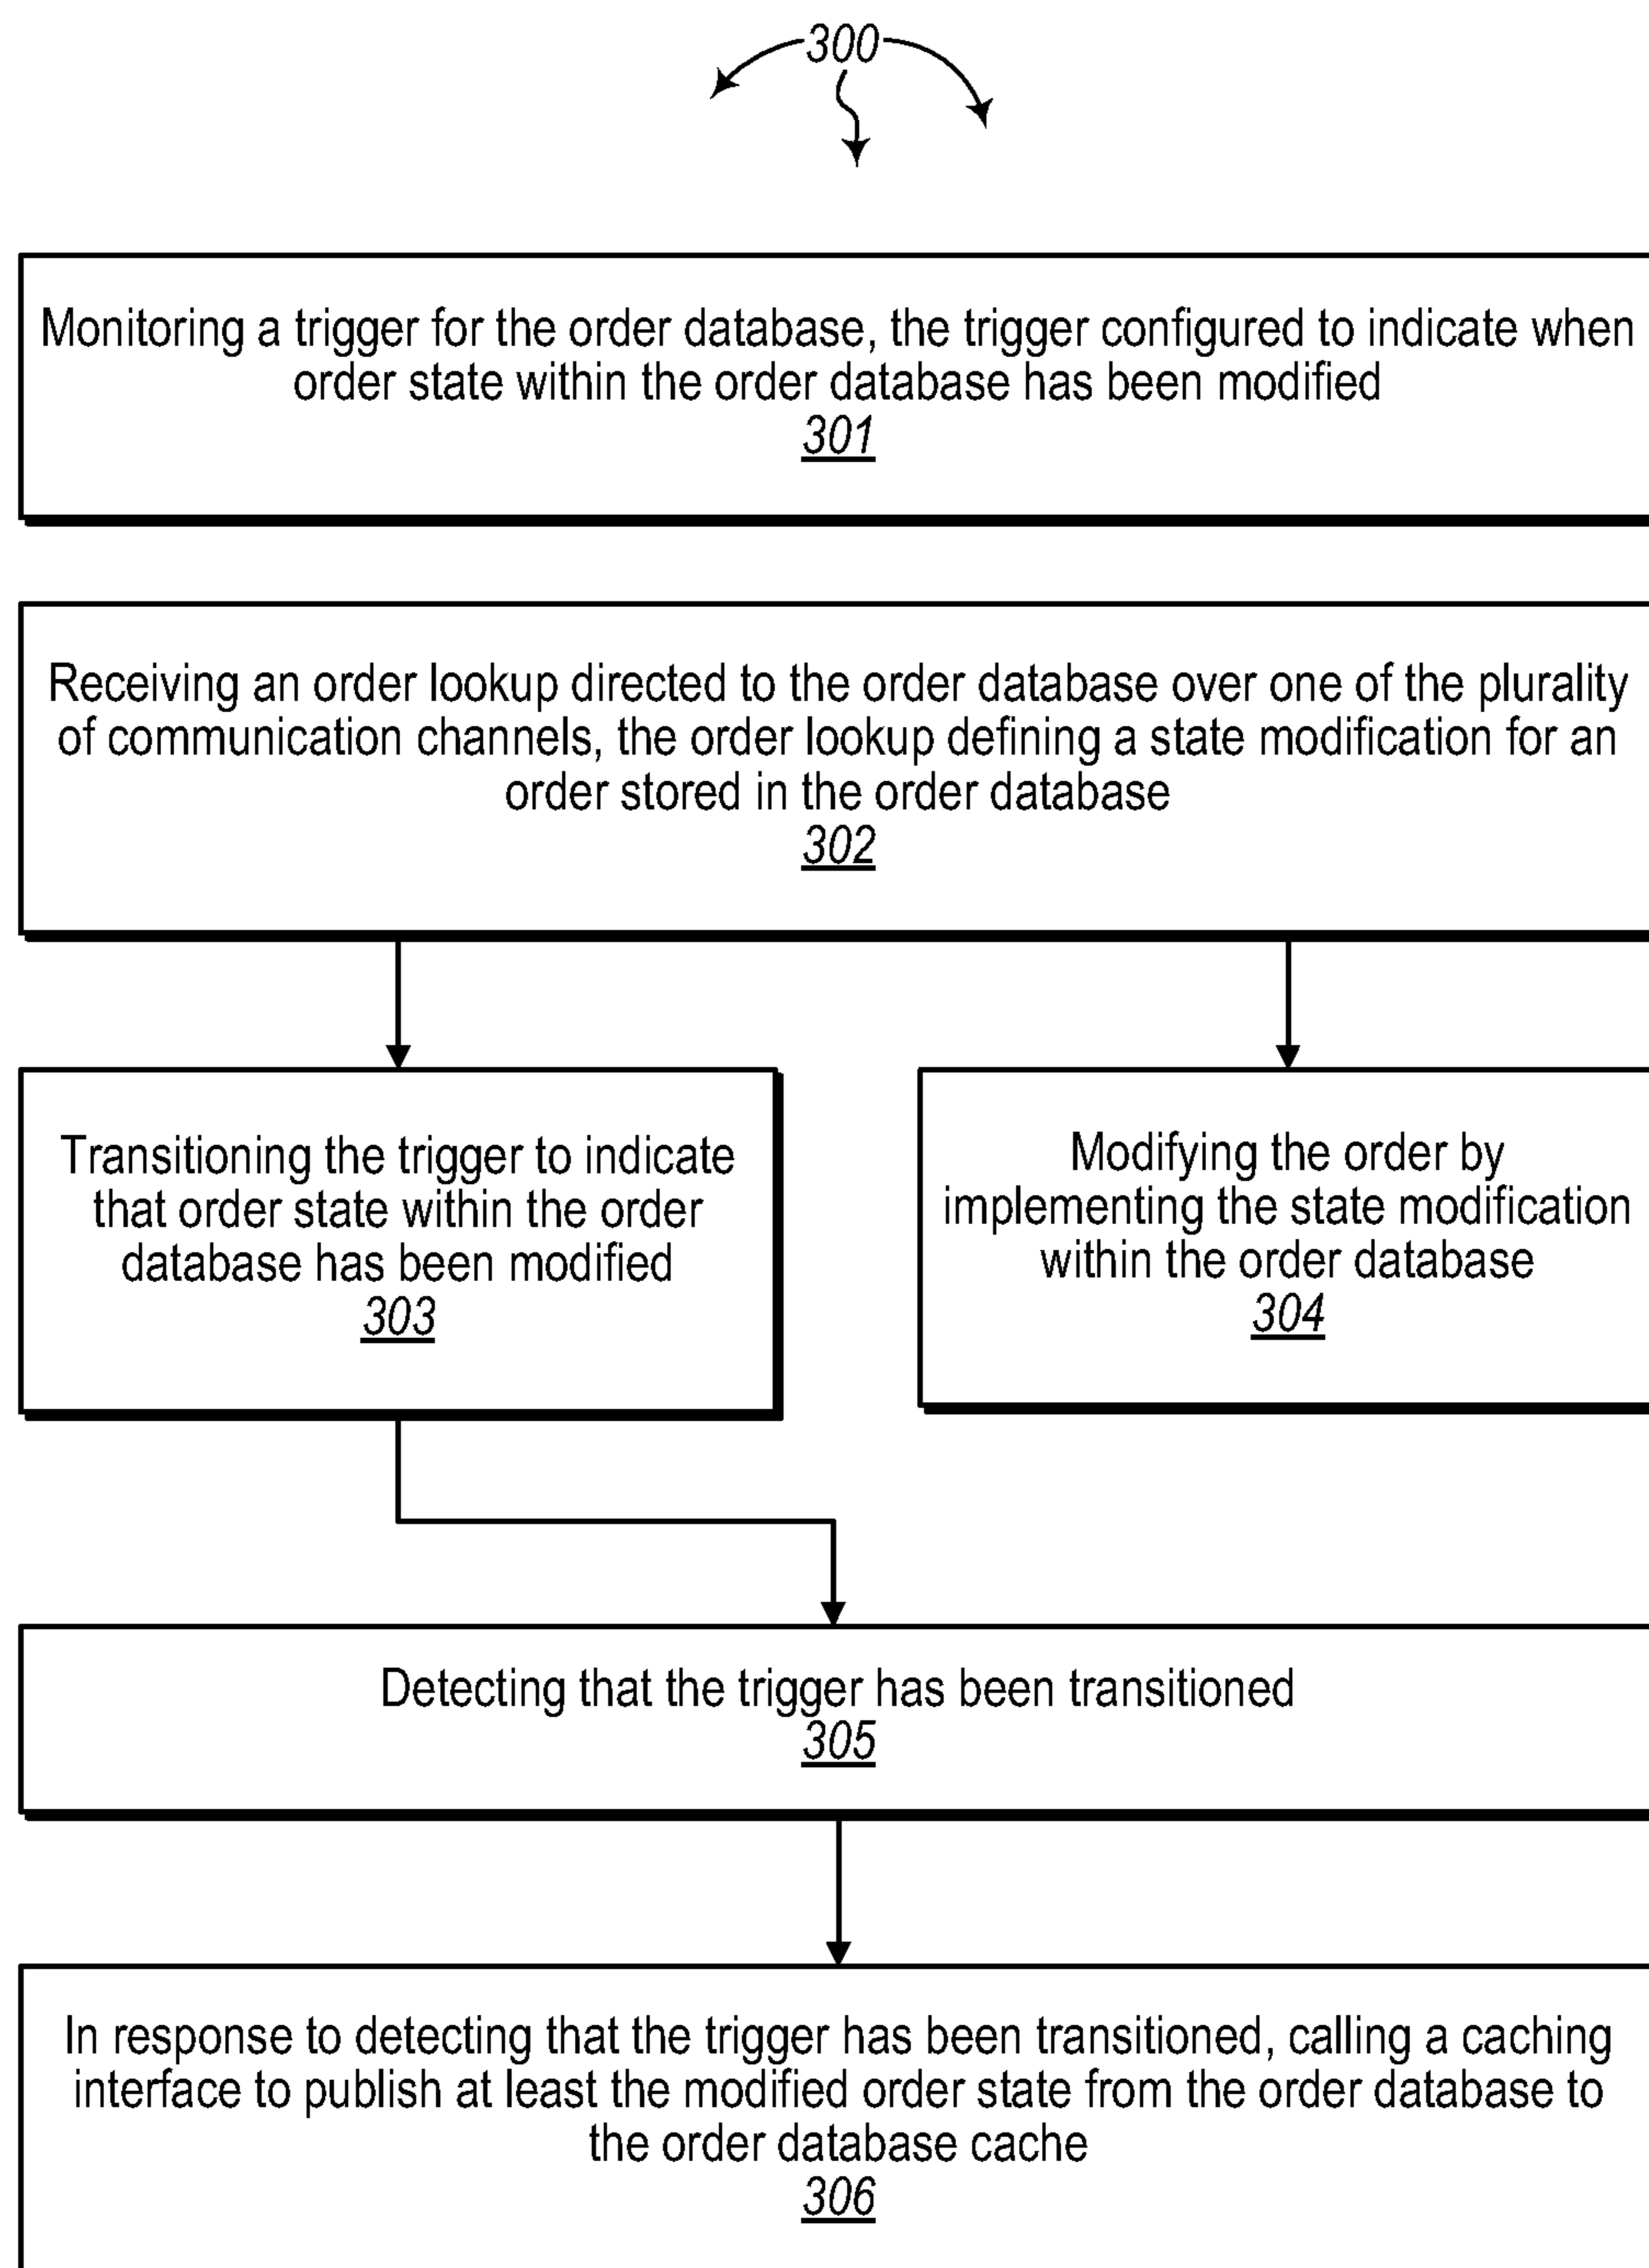 300
Monitoring a trigger for the order database, the trigger configured to indicate when
order state within the order database has been modified
301
Receiving an order lookup directed to the order database over one of the plurality
of communication channels, the order lookup defining a state modification for an
order stored in the order database
302
Transitioning the trigger to indicate
that order state within the order
database has been modified
303
Modifying the order by
implementing the state modification
within the order database
304
Detecting that the trigger has been transitioned
305
In response to detecting that the trigger has been transitioned, calling a caching
interface to publish at least the modified order state from the order database to
the order database cache
306